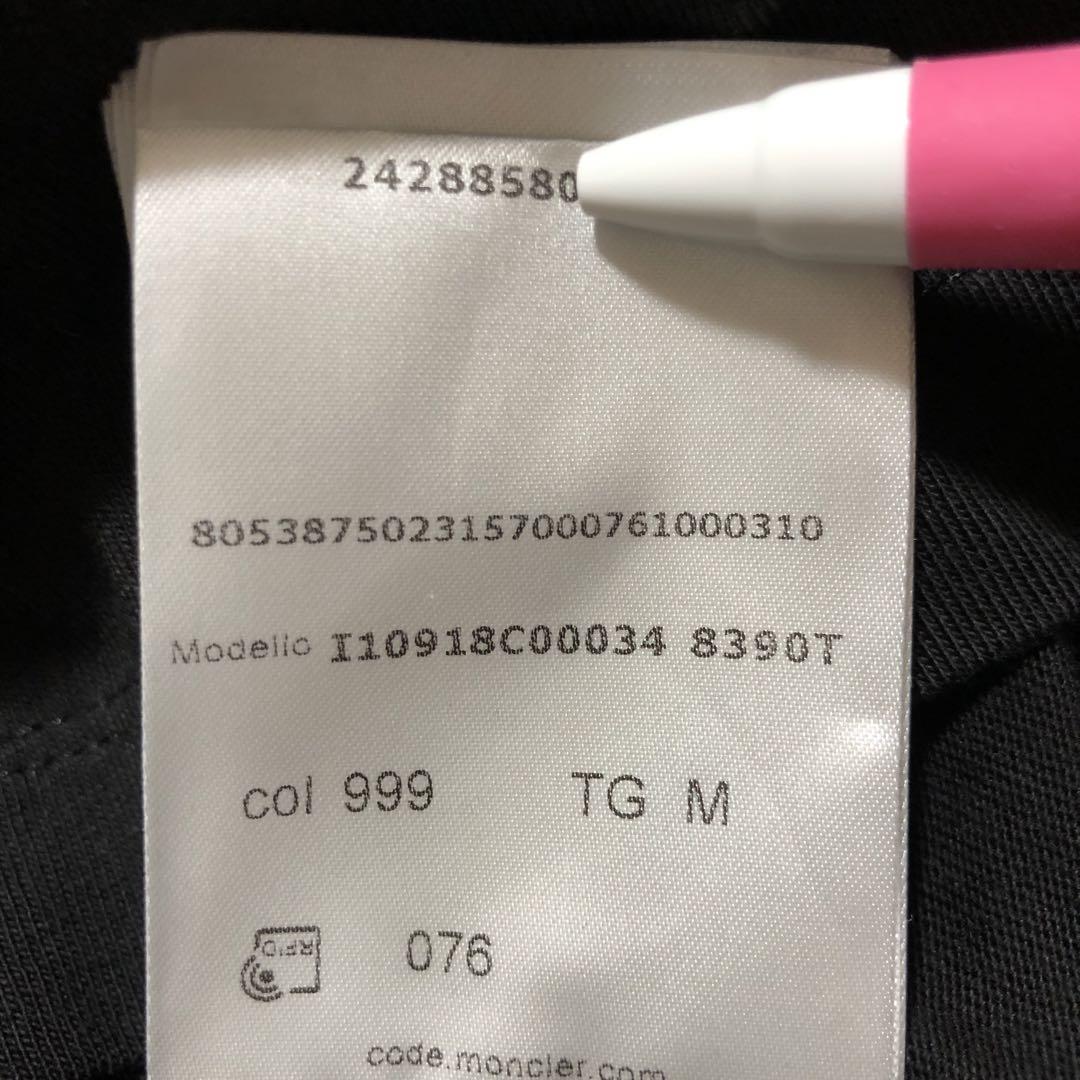 24288580
8053875023157000761000310
Modello I10918C00034 8390T
col 999 TG M
RFID 076
code.moncler.com